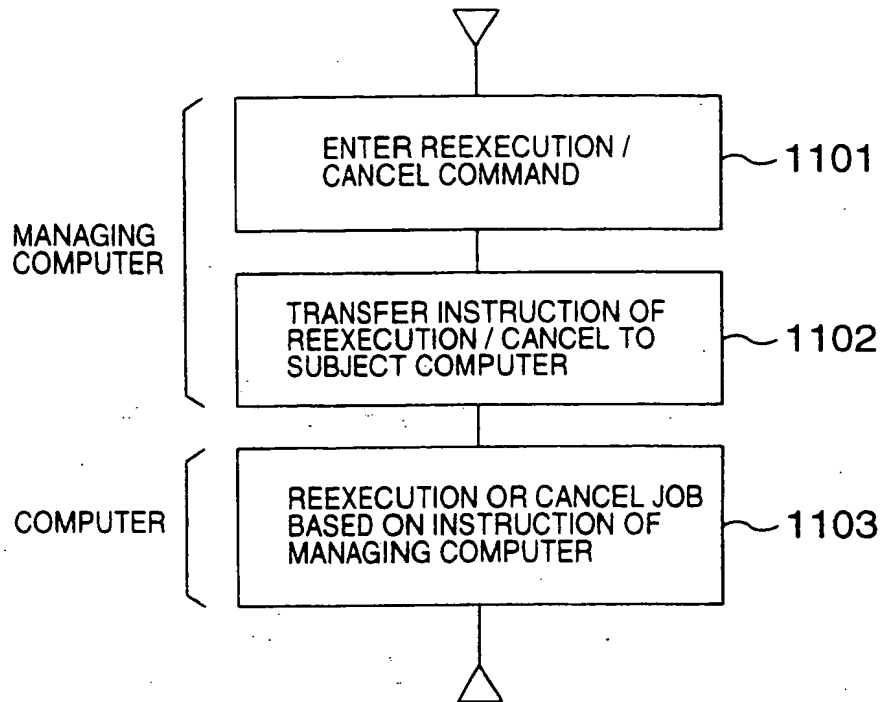 ENTER REEXECUTION /
CANCEL COMMAND
1101
MANAGING
COMPUTER
TRANSFER INSTRUCTION OF
REEXECUTION / CANCEL TO
SUBJECT COMPUTER
1102
COMPUTER
REEXECUTION OR CANCEL JOB
BASED ON INSTRUCTION OF
MANAGING COMPUTER
1103